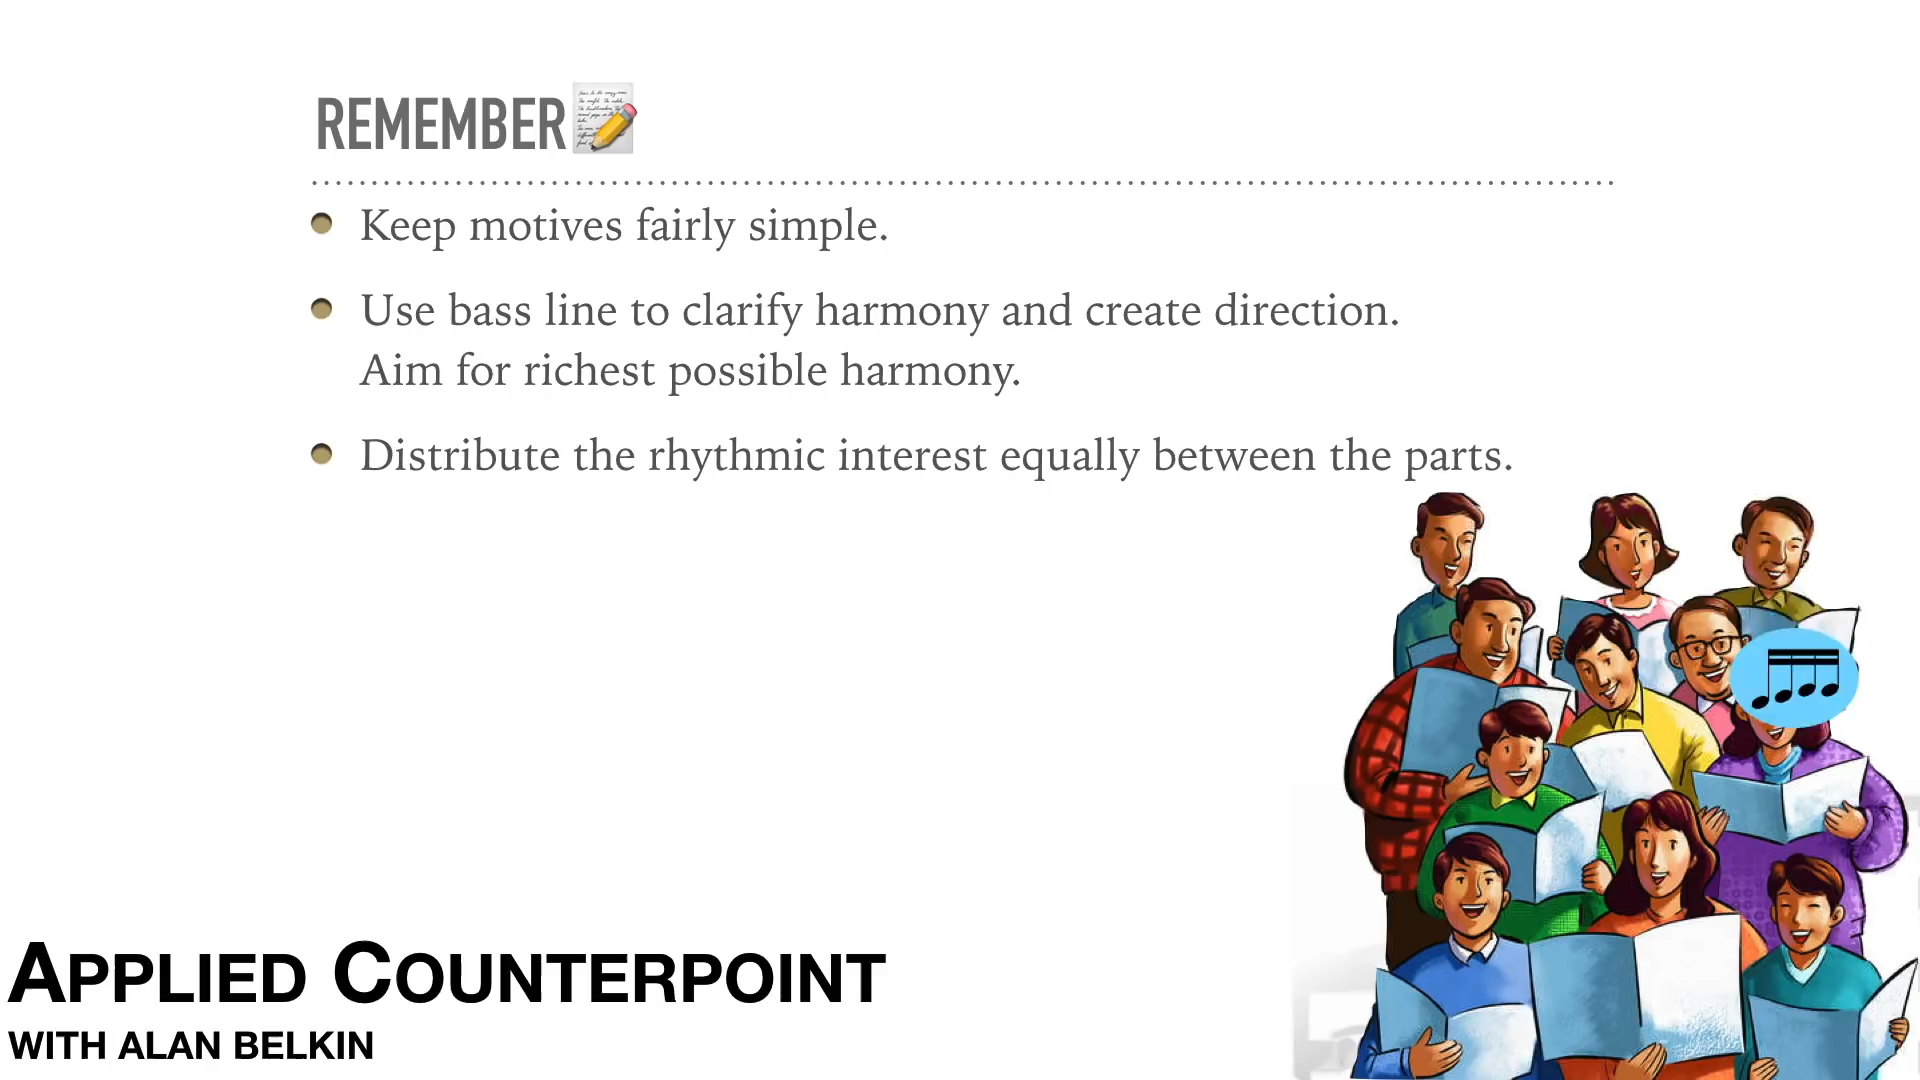 REMEMBER
Keep motives fairly simple.
Use bass line to clarify harmony and create direction.
Aim for richest possible harmony.
Distribute the rhythmic interest equally between the parts.
APPLIED COUNTERPOINT
WITH ALAN BELKIN